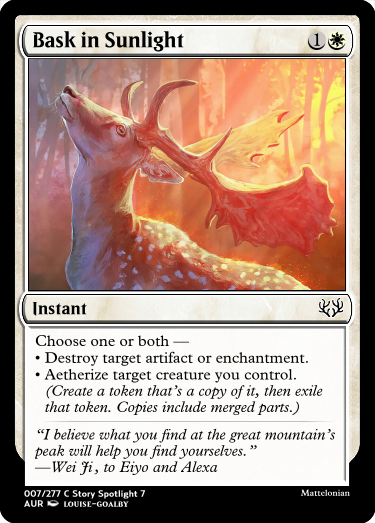 Bask in Sunlight 1
Instant
Choose one or both —
• Destroy target artifact or enchantment.
• Aetherize target creature you control.
(Create a token that's a copy of it, then exile
that token. Copies include merged parts.)
“I believe what you find at the great mountain's
peak will help you find yourselves.”
—Wei Ji, to Eiyo and Alexa
007/277 C Story Spotlight 7
Mattelonian
AUR LOUISE-GOALBY